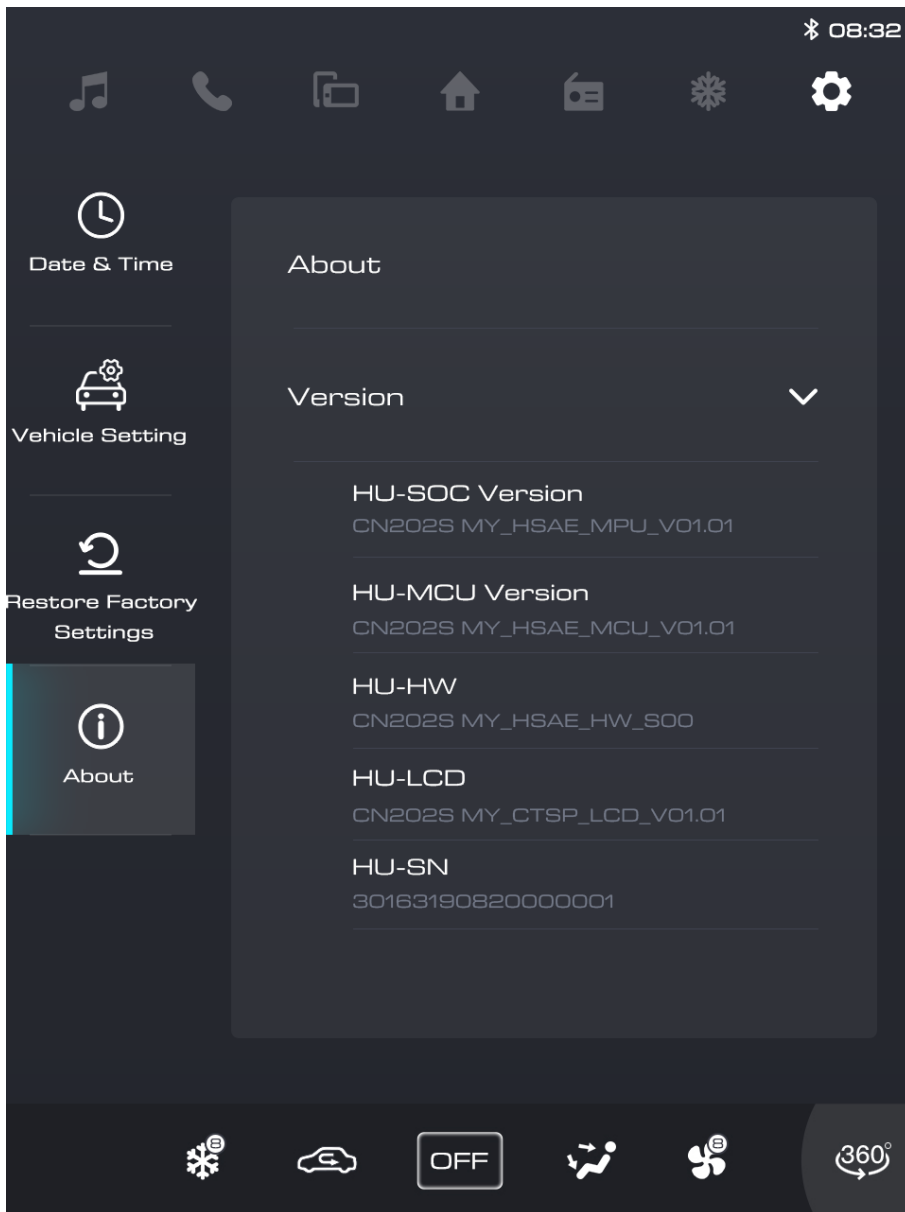 08:32
Date & Time
About
Version
Vehicle Setting
HU-SOC Version
CN202S MY_HSAE_MPU_V01.01
HU-MCU Version
CN202S MY_HSAE_MCU_V01.01
Restore Factory
Settings
HU-HW
CN202S MY_HSAE_HW_S00
About
HU-LCD
CN202S MY_CTSP_LCD_V01.01
HU-SN
30163190820000001
8
OFF
8
360°